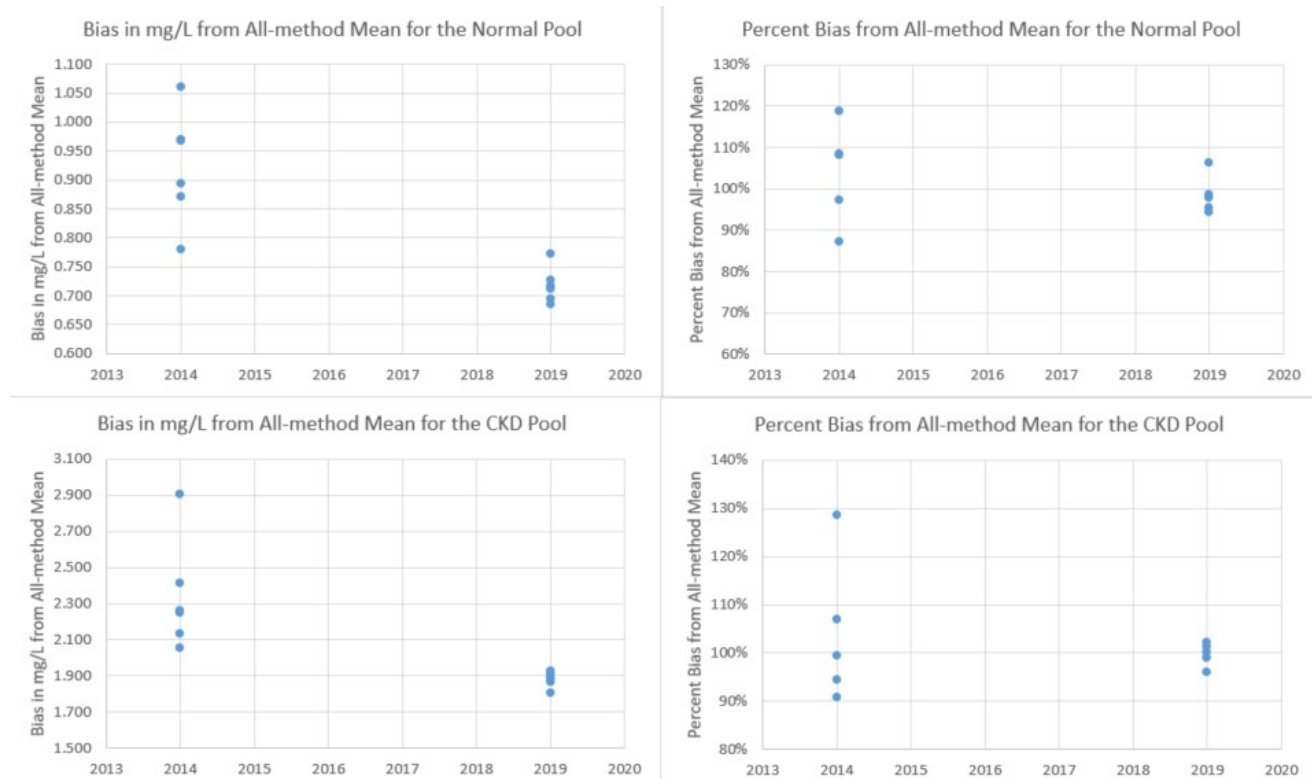 Bias in mg/L from All-method Mean for the Normal Pool
Bias in mg/L from All-method Mean
1.100
1.050
1.000
0.950
0.900
0.850
0.800
0.750
0.700
0.650
0.600
2013 2014 2015 2016 2017 2018 2019 2020
Percent Bias from All-method Mean for the Normal Pool
Percent Bias from All-method Mean
130%
120%
110%
100%
90%
80%
70%
60%
2013 2014 2015 2016 2017 2018 2019 2020
Bias in mg/L from All-method Mean for the CKD Pool
Bias in mg/L from All-method Mean
3.100
2.900
2.700
2.500
2.300
2.100
1.900
1.700
1.500
2013 2014 2015 2016 2017 2018 2019 2020
Percent Bias from All-method Mean for the CKD Pool
Percent Bias from All-method Mean
140%
130%
120%
110%
100%
90%
80%
2013 2014 2015 2016 2017 2018 2019 2020